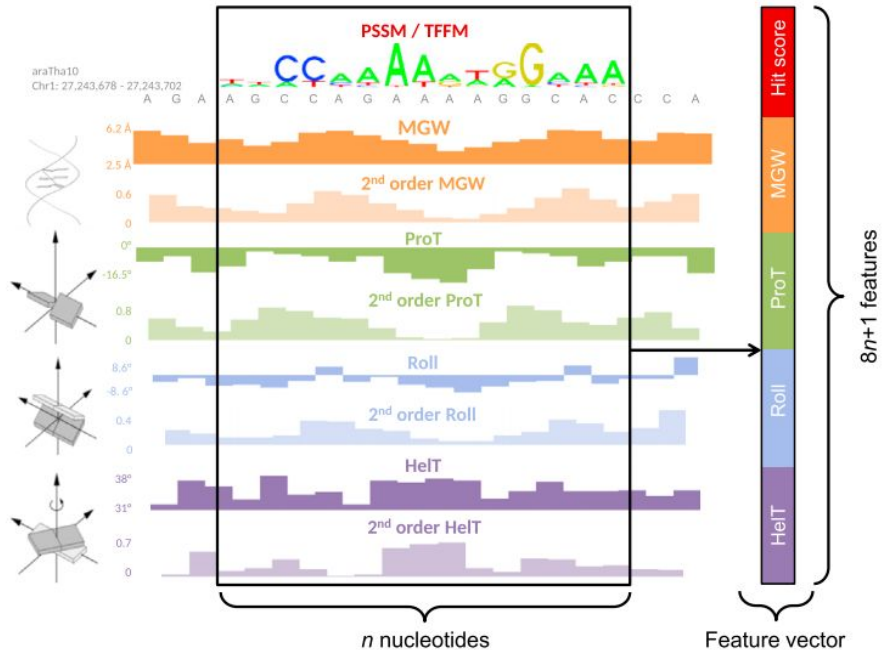 PSSM / TFFM
araTha10
Chr1: 27,243,678 - 27,243,702
A G A A G C C A G A A A A G G C A C C C A
6.2 Å
MGW
2.5 Å
2nd order MGW
0.6
0
ProT
0°
-16.5°
2nd order ProT
0.8
0
Roll
8.6°
-8.6°
2nd order Roll
0.4
0
HelT
38°
31°
2nd order HelT
0.7
0
n nucleotides
Hit score
MGW
ProT
Roll
HelT
Feature vector
8n+1 features